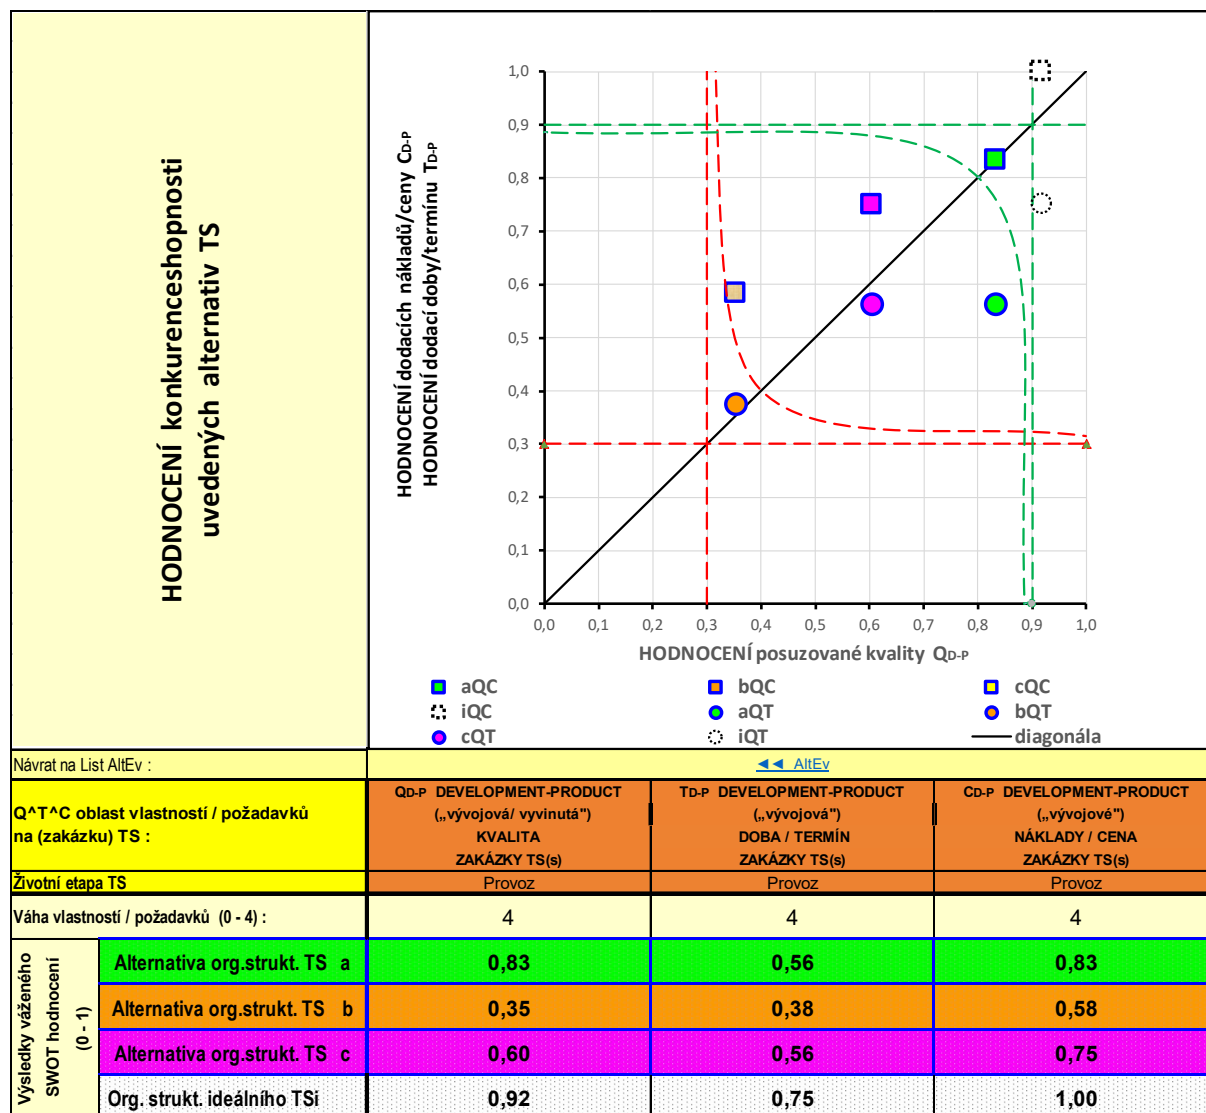 HODNOCENÍ konkurenceshopnosti
uvedených alternativ TS
HODNOCENÍ dodacích nákladů/ceny CD-P
HODNOCENÍ dodací doby/termínu TD-P
1,0
0,9
0,8
0,7
0,6
0,5
0,4
0,3
0,2
0,1
0,0
0,0 0,1 0,2 0,3 0,4 0,5 0,6 0,7 0,8 0,9 1,0
HODNOCENÍ posuzované kvality QD-P
aQC bQC cQC
iQC aQT bQT
cQT iQT diagonála
Návrat na List AltEv : ◄◄ AltEv
Q^T^C oblast vlastností / požadavků
na (zakázku) TS :
QD-P DEVELOPMENT-PRODUCT
(„vývojová/ vyvinutá")
KVALITA
ZAKÁZKY TS(s)
TD-P DEVELOPMENT-PRODUCT
(„vývojová")
DOBA / TERMÍN
ZAKÁZKY TS(s)
CD-P DEVELOPMENT-PRODUCT
(„vývojové")
NÁKLADY / CENA
ZAKÁZKY TS(s)
Životní etapa TS Provoz Provoz Provoz
Váha vlastností / požadavků (0 - 4) : 4 4 4
Výsledky váženého
SWOT hodnocení
(0 - 1)
Alternativa org.strukt. TS a 0,83 0,56 0,83
Alternativa org.strukt. TS b 0,35 0,38 0,58
Alternativa org.strukt. TS c 0,60 0,56 0,75
Org. strukt. ideálního TSi 0,92 0,75 1,00